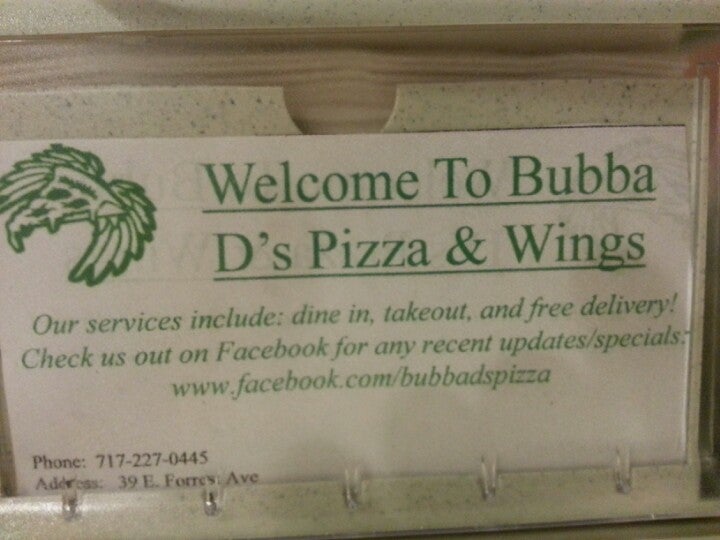 Welcome To Bubba
D's Pizza & Wings
Our services include: dine in, takeout, and free delivery!
Check us out on Facebook for any recent updates/specials:
www.facebook.com/bubbadspizza
Phone: 717-227-0445
Address: 39 E. Forrest Ave